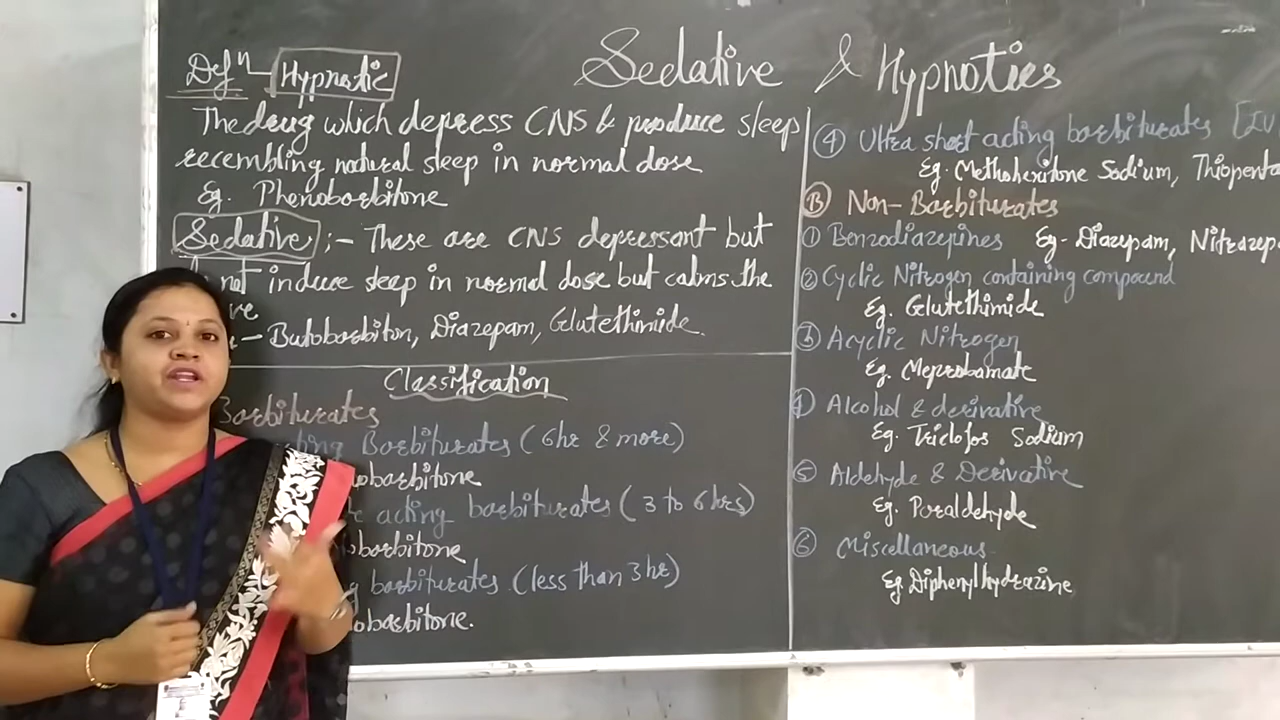 Sedative & Hypnotics
Defⁿ - Hypnotic
The drug which depress CNS & produce sleep
recembling natural sleep in normal dose
Eg. Phenobarbitone
Sedative :- These are CNS depressant but
not induce sleep in normal dose but calms the
- Butobarbiton, Diazepam, Glutethimide.
Classification
Barbiturates
acting Barbiturates (6hr & more)
obarbitone
acting barbiturates (3 to 6 hrs)
obarbitone
barbiturates (less than 3 hr)
obarbitone.
④ Ultra short acting barbiturates [IV
Eg. Methohexitone Sodium, Thiopenta
Ⓑ Non-Barbiturates
① Benzodiazepines Eg- Diazepam, Nitrazep
② Cyclic Nitrogen containing compound
Eg. Glutethimide
③ Acyclic Nitrogen
Eg. Meprobamate
④ Alcohol & derivative
Eg. Triclofos Sodium
⑤ Aldehyde & Derivative
Eg. Paraldehyde
⑥ Miscellaneous
Eg. Diphenylhydrazine